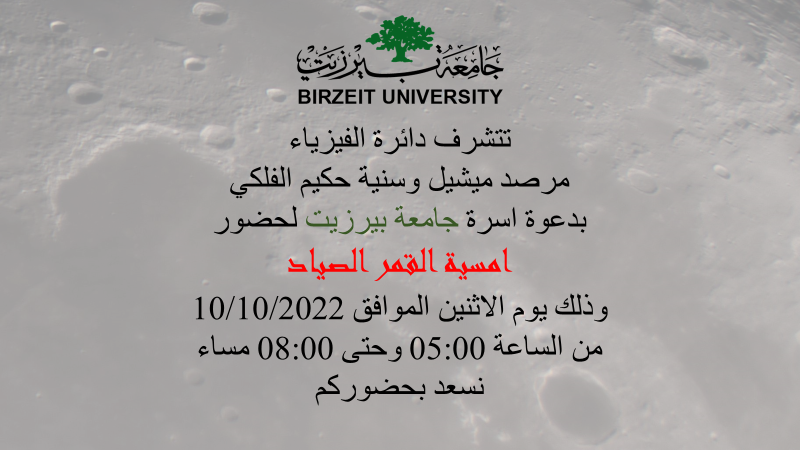 جامعة بيرزيت
BIRZEIT UNIVERSITY
تتشرف دائرة الفيزياء
مرصد ميشيل وسنية حكيم الفلكي
بدعوة اسرة جامعة بيرزيت لحضور
امسية القمر الصياد
وذلك يوم الاثنين الموافق 10/10/2022
من الساعة 05:00 وحتى 08:00 مساء
نسعد بحضوركم